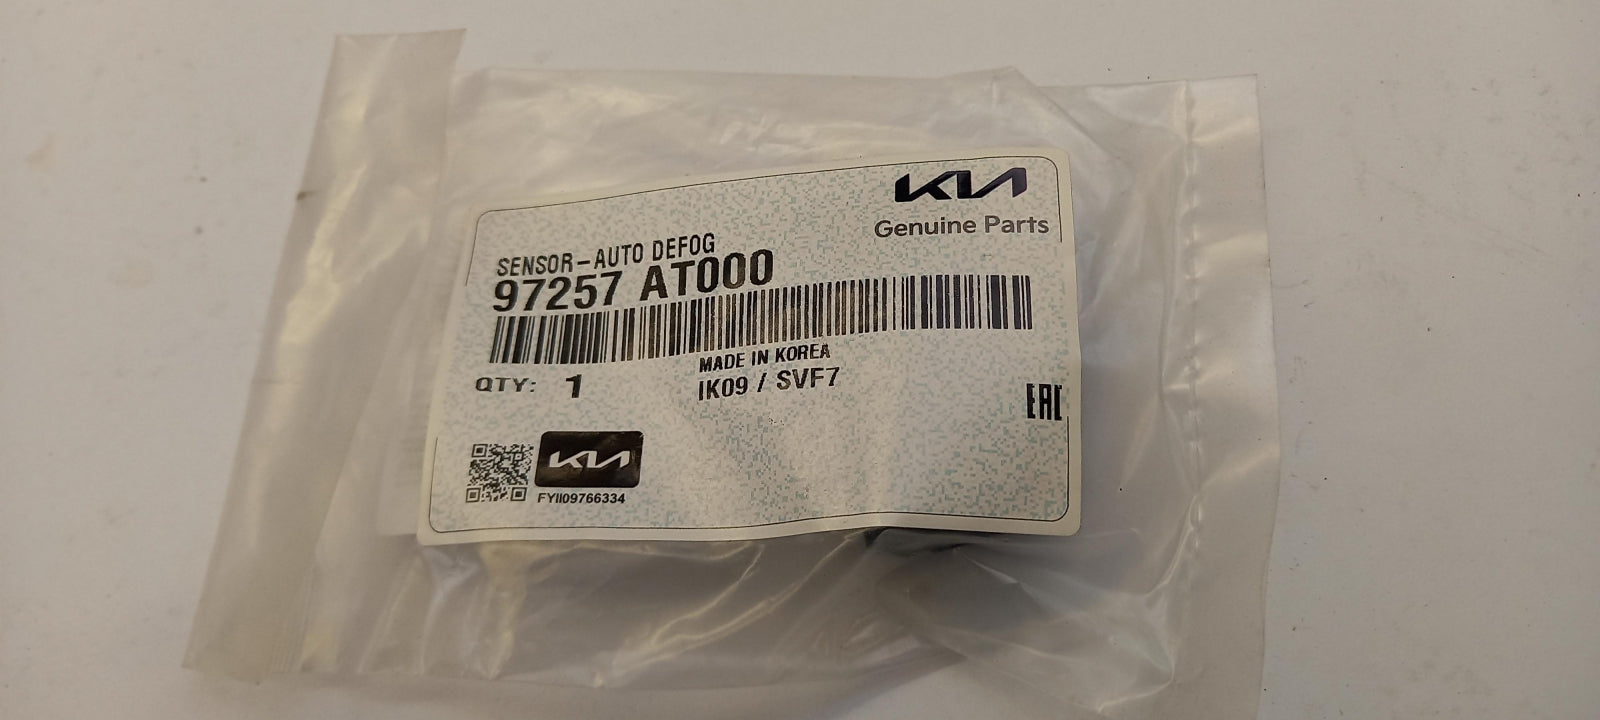 KIA
Genuine Parts
SENSOR-AUTO DEFOG
97257 AT000
MADE IN KOREA
QTY: 1
IK09 / SVF7
EAC
KIA
FYII09766334